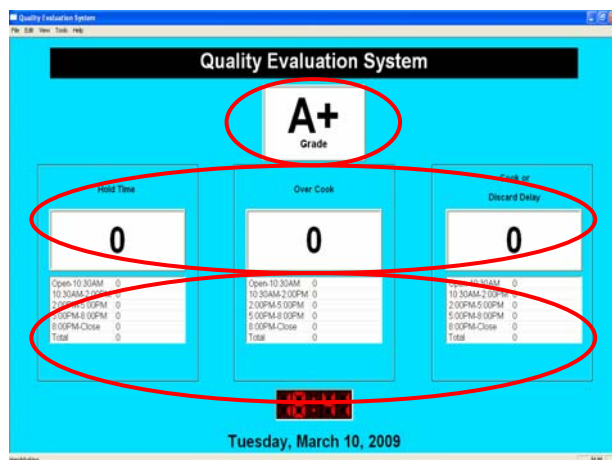 Quality Evaluation System
File Edit View Tools Help
Quality Evaluation System
A+
Grade
Hold Time
0
Open-10:30AM 0
10:30AM-2:00PM 0
2:00PM-5:00PM 0
5:00PM-8:00PM 0
8:00PM-Close 0
Total 0
Over Cook
0
Open-10:30AM 0
10:30AM-2:00PM 0
2:00PM-5:00PM 0
5:00PM-8:00PM 0
8:00PM-Close 0
Total 0
Cook or
Discard Delay
0
Open-10:30AM 0
10:30AM-2:00PM 0
2:00PM-5:00PM 0
5:00PM-8:00PM 0
8:00PM-Close 0
Total 0
Tuesday, March 10, 2009